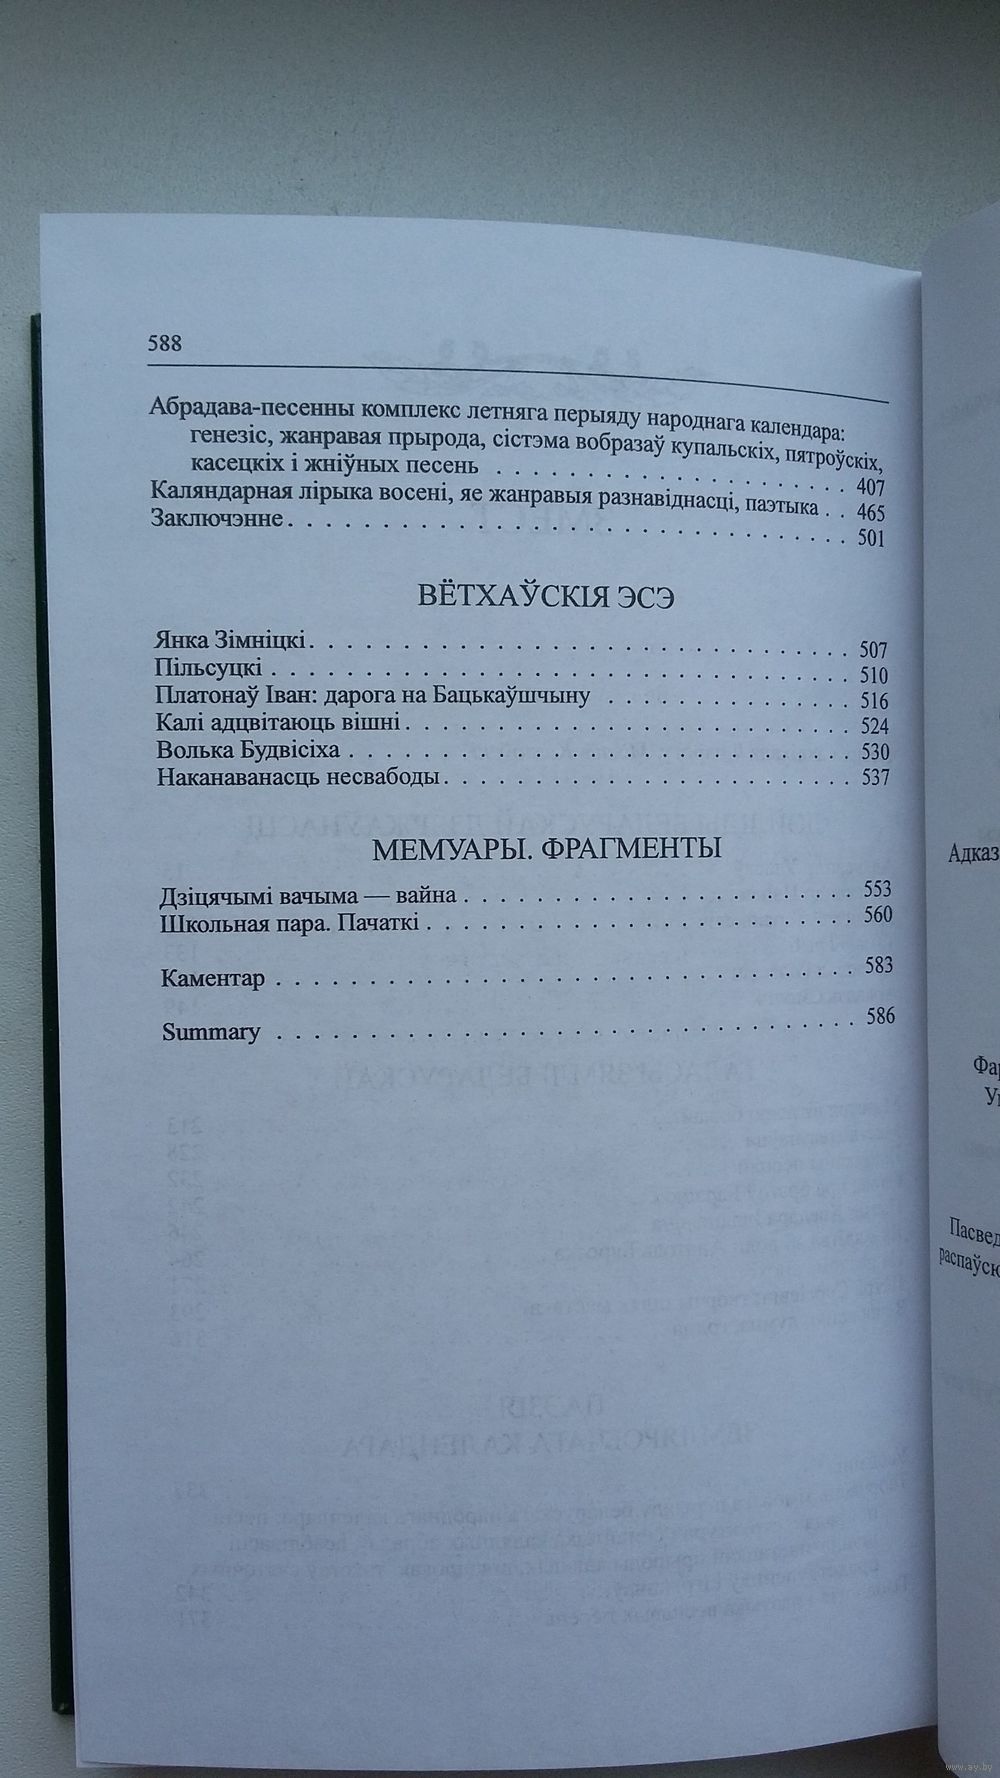 588
Абрадава-песенны комплекс летняга перыяду народнага календара:
генезіс, жанравая прырода, сістэма вобразаў купальскіх, пятроўскіх,
касецкіх і жніўных песень . . . . . . . . . . . . . . . . . . . . . . 407
Каляндарная лірыка восені, яе жанравыя разнавіднасці, паэтыка . . 465
Заключэнне . . . . . . . . . . . . . . . . . . . . . . . . . . . . . . . . . . 501
ВЁТХАЎСКІЯ ЭСЭ
Янка Зімніцкі . . . . . . . . . . . . . . . . . . . . . . . . . . . . . . . . 507
Пільсуцкі . . . . . . . . . . . . . . . . . . . . . . . . . . . . . . . . . . 510
Платонаў Іван: дарога на Бацькаўшчыну . . . . . . . . . . . . . . . 516
Калі адцвітаюць вішні . . . . . . . . . . . . . . . . . . . . . . . . . . 524
Волька Будвісіха . . . . . . . . . . . . . . . . . . . . . . . . . . . . . 530
Наканаванасць несвабоды . . . . . . . . . . . . . . . . . . . . . . . 537
МЕМУАРЫ. ФРАГМЕНТЫ
Дзіцячымі вачыма — вайна . . . . . . . . . . . . . . . . . . . . . . . 553
Школьная пара. Пачаткі . . . . . . . . . . . . . . . . . . . . . . . . . 560
Каментар . . . . . . . . . . . . . . . . . . . . . . . . . . . . . . . . . . 583
Summary . . . . . . . . . . . . . . . . . . . . . . . . . . . . . . . . . . 586
Адказ
Фар
Пасвед
распаўсю
www.ay.by